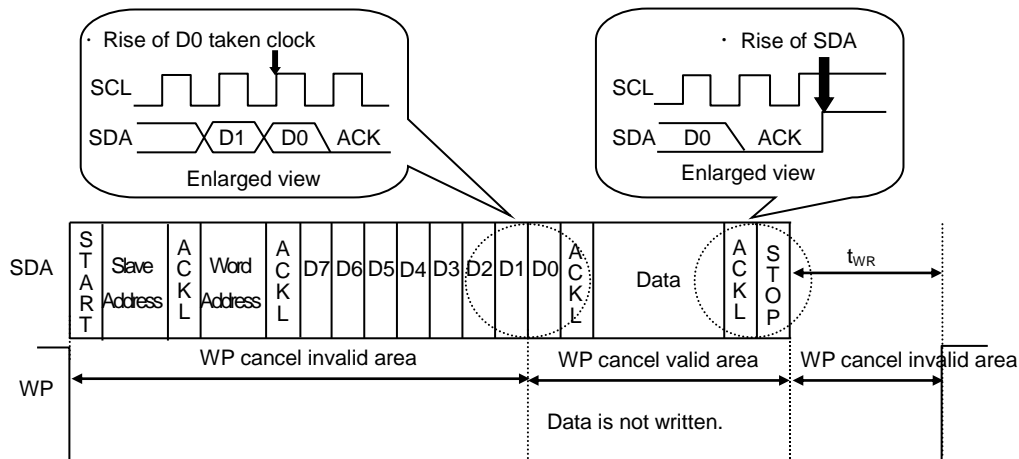 · Rise of D0 taken clock
SCL
SDA
D1
D0
ACK
Enlarged view
· Rise of SDA
SCL
SDA
D0
ACK
Enlarged view
SDA
START
Slave
Address
ACKL
Word
Address
ACKL
D7
D6
D5
D4
D3
D2
D1
D0
ACKL
Data
ACKL
STOP
tWR
WP
WP cancel invalid area
WP cancel valid area
WP cancel invalid area
Data is not written.